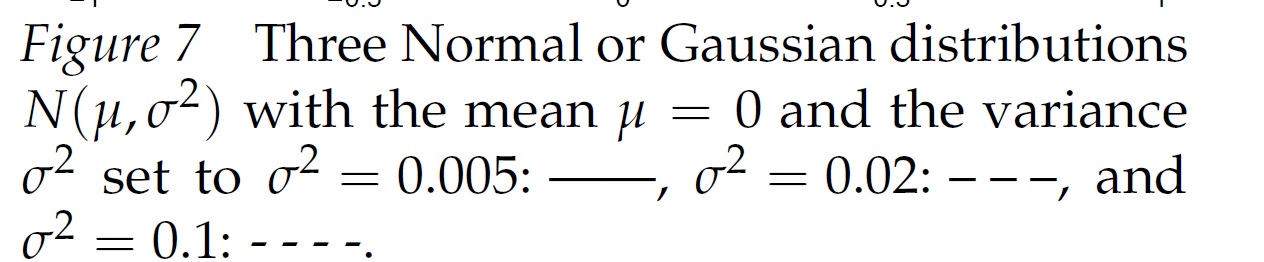 Figure 7 Three Normal or Gaussian distributions
N(μ, σ²) with the mean μ = 0 and the variance
σ² set to σ² = 0.005: ——, σ² = 0.02: – – –, and
σ² = 0.1: - - - -.